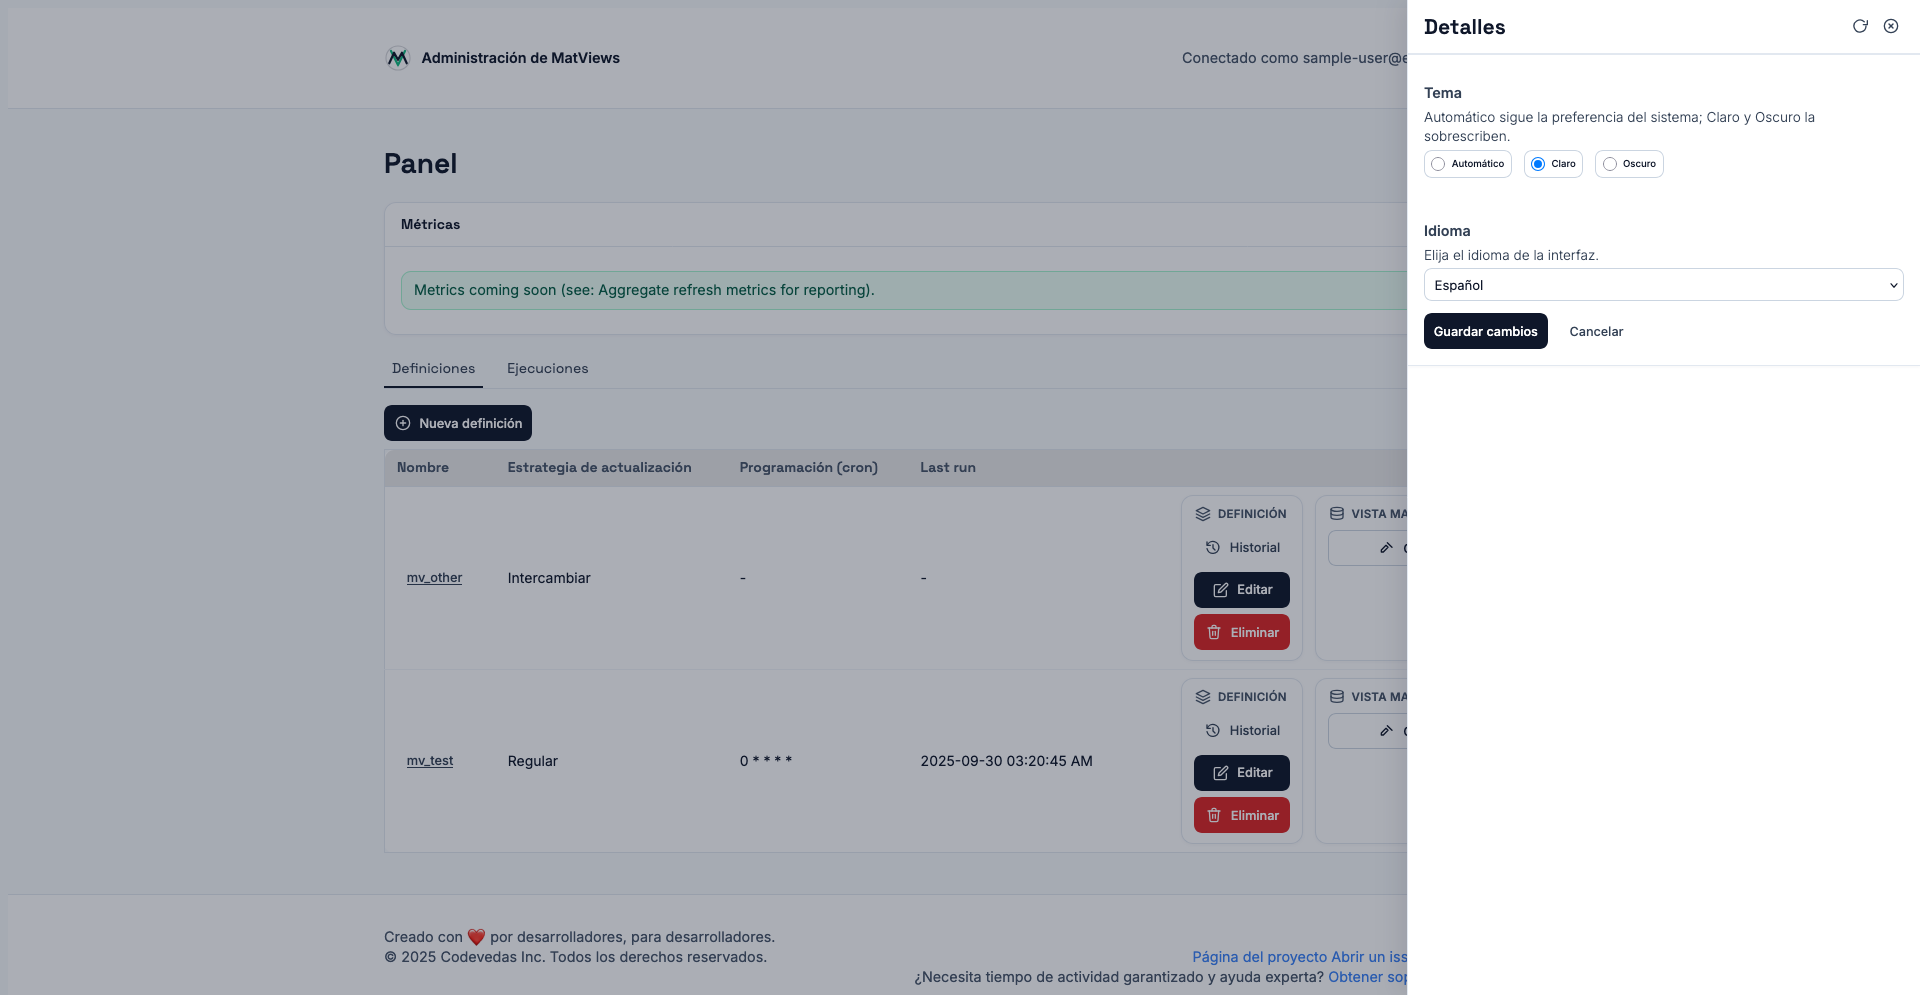 Administración de MatViews
Conectado como sample-user@e
Panel
Métricas
Metrics coming soon (see: Aggregate refresh metrics for reporting).
Definiciones
Ejecuciones
Nueva definición
Nombre
Estrategia de actualización
Programación (cron)
Last run
mv_other
Intercambiar
-
-
DEFINICIÓN
Historial
Editar
Eliminar
VISTA MA
mv_test
Regular
0 * * * *
2025-09-30 03:20:45 AM
DEFINICIÓN
Historial
Editar
Eliminar
VISTA MA
Creado con ❤️ por desarrolladores, para desarrolladores.
© 2025 Codevedas Inc. Todos los derechos reservados.
Página del proyecto Abrir un iss
¿Necesita tiempo de actividad garantizado y ayuda experta? Obtener sop
Detalles
Tema
Automático sigue la preferencia del sistema; Claro y Oscuro la
sobrescriben.
Automático
Claro
Oscuro
Idioma
Elija el idioma de la interfaz.
Español
Guardar cambios
Cancelar